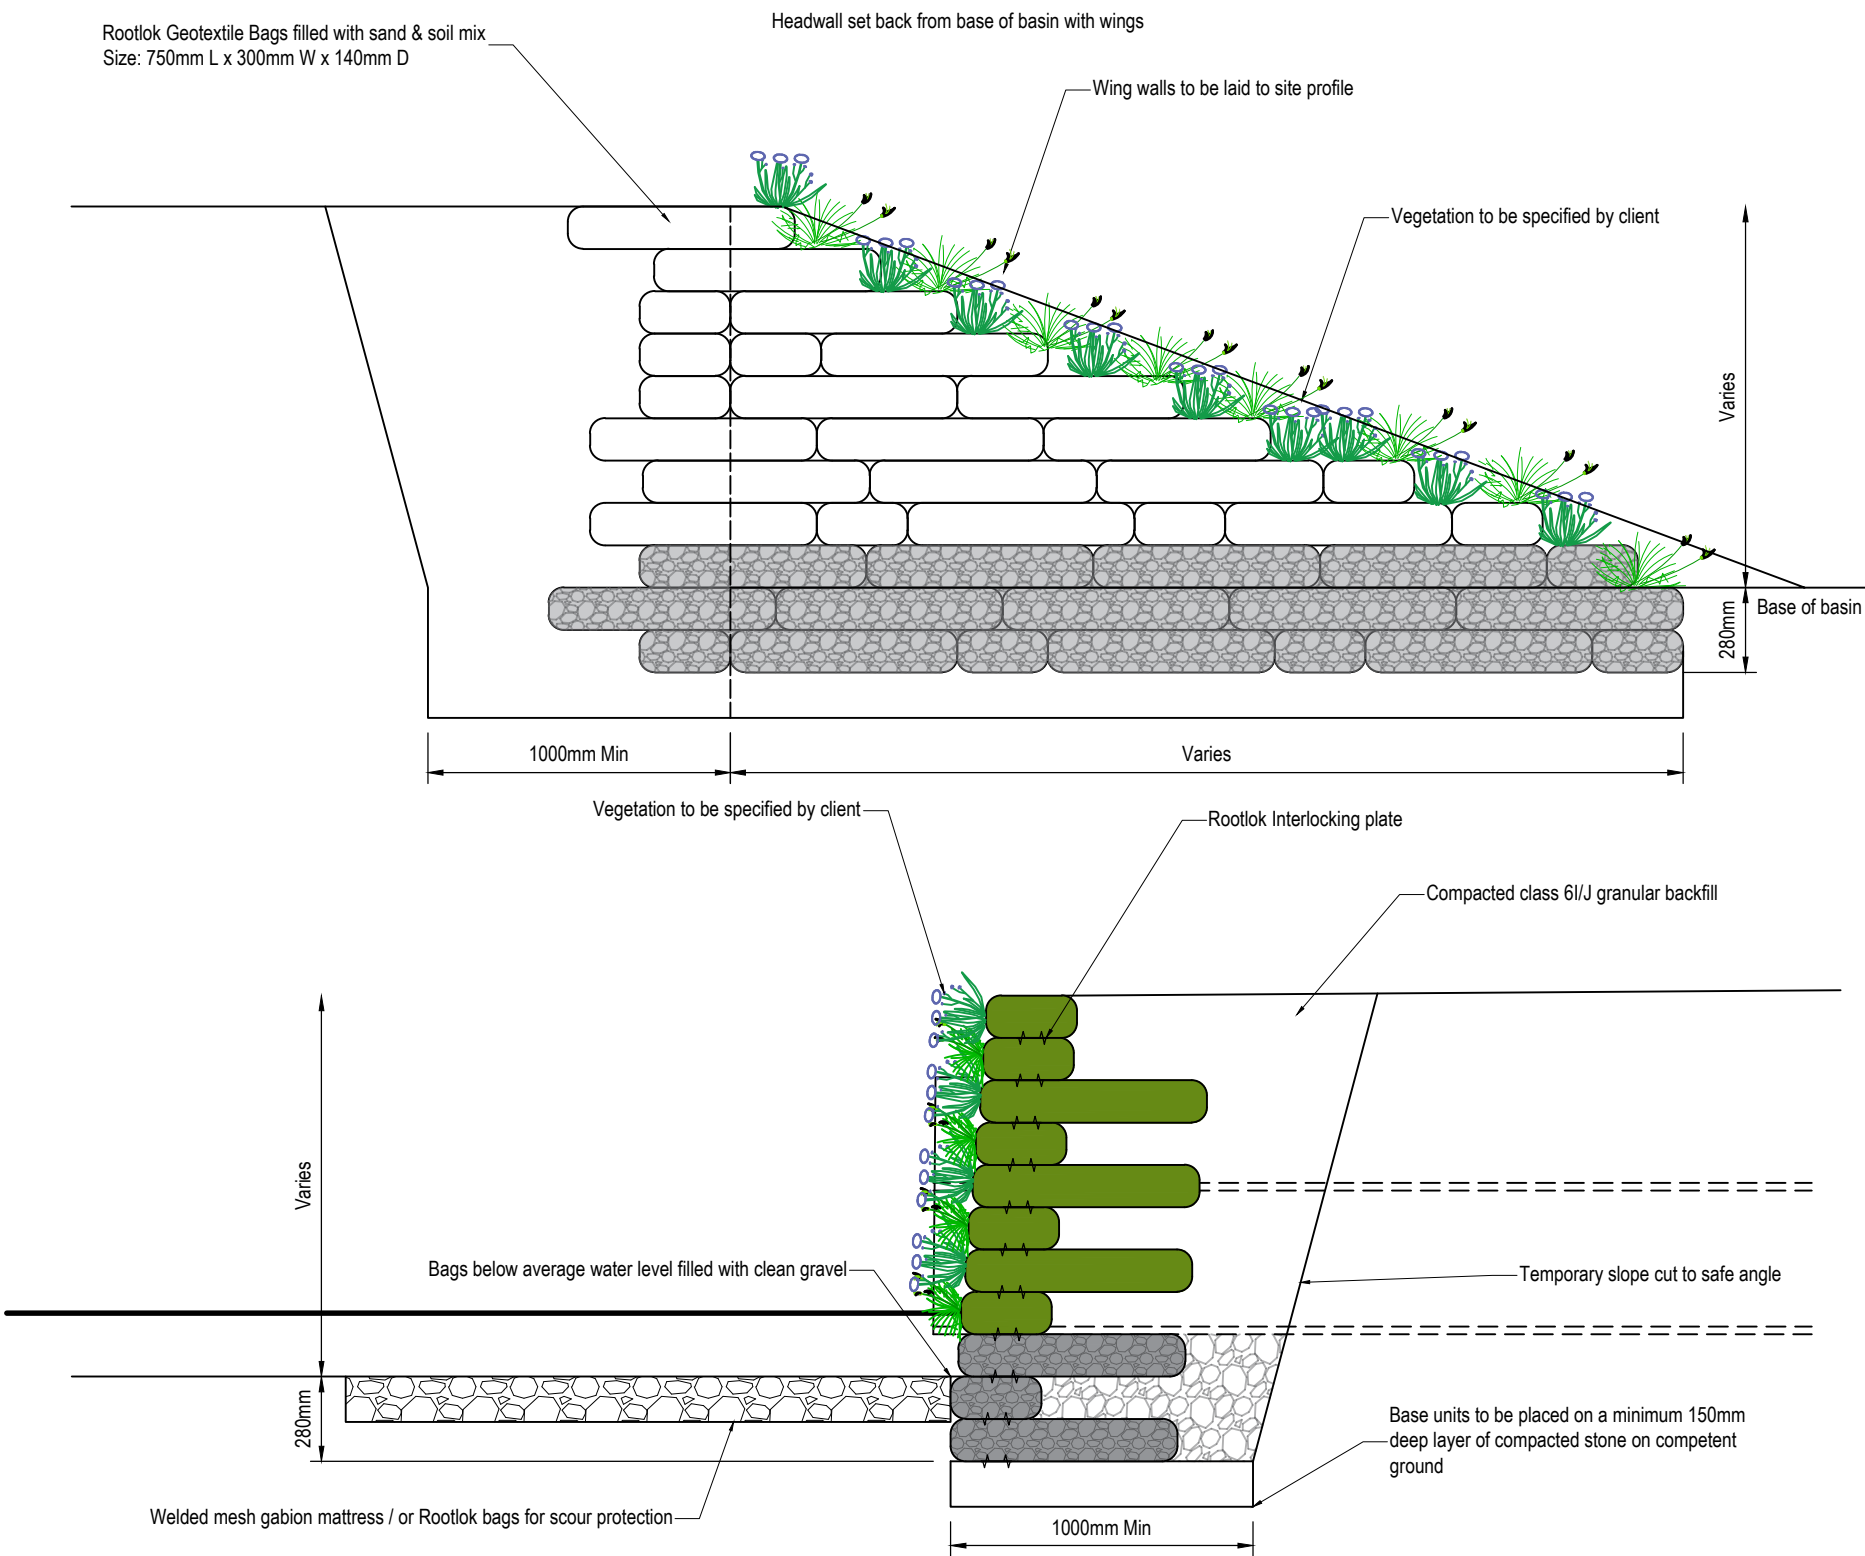 Headwall set back from base of basin with wings
Rootlok Geotextile Bags filled with sand & soil mix
Size: 750mm L x 300mm W x 140mm D
Wing walls to be laid to site profile
Vegetation to be specified by client
Varies
Base of basin
280mm
1000mm Min
Varies
Vegetation to be specified by client
Rootlok Interlocking plate
Compacted class 6I/J granular backfill
Varies
Bags below average water level filled with clean gravel
Temporary slope cut to safe angle
280mm
Base units to be placed on a minimum 150mm
deep layer of compacted stone on competent
ground
Welded mesh gabion mattress / or Rootlok bags for scour protection
1000mm Min